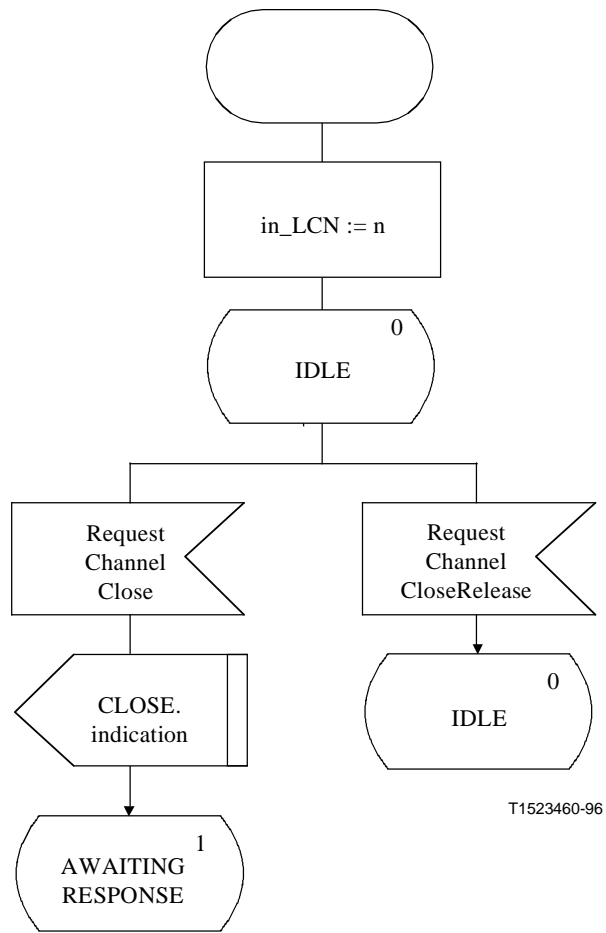 in_LCN := n
0
IDLE
Request
Channel
Close
Request
Channel
CloseRelease
CLOSE.
indication
0
IDLE
T1523460-96
1
AWAITING
RESPONSE